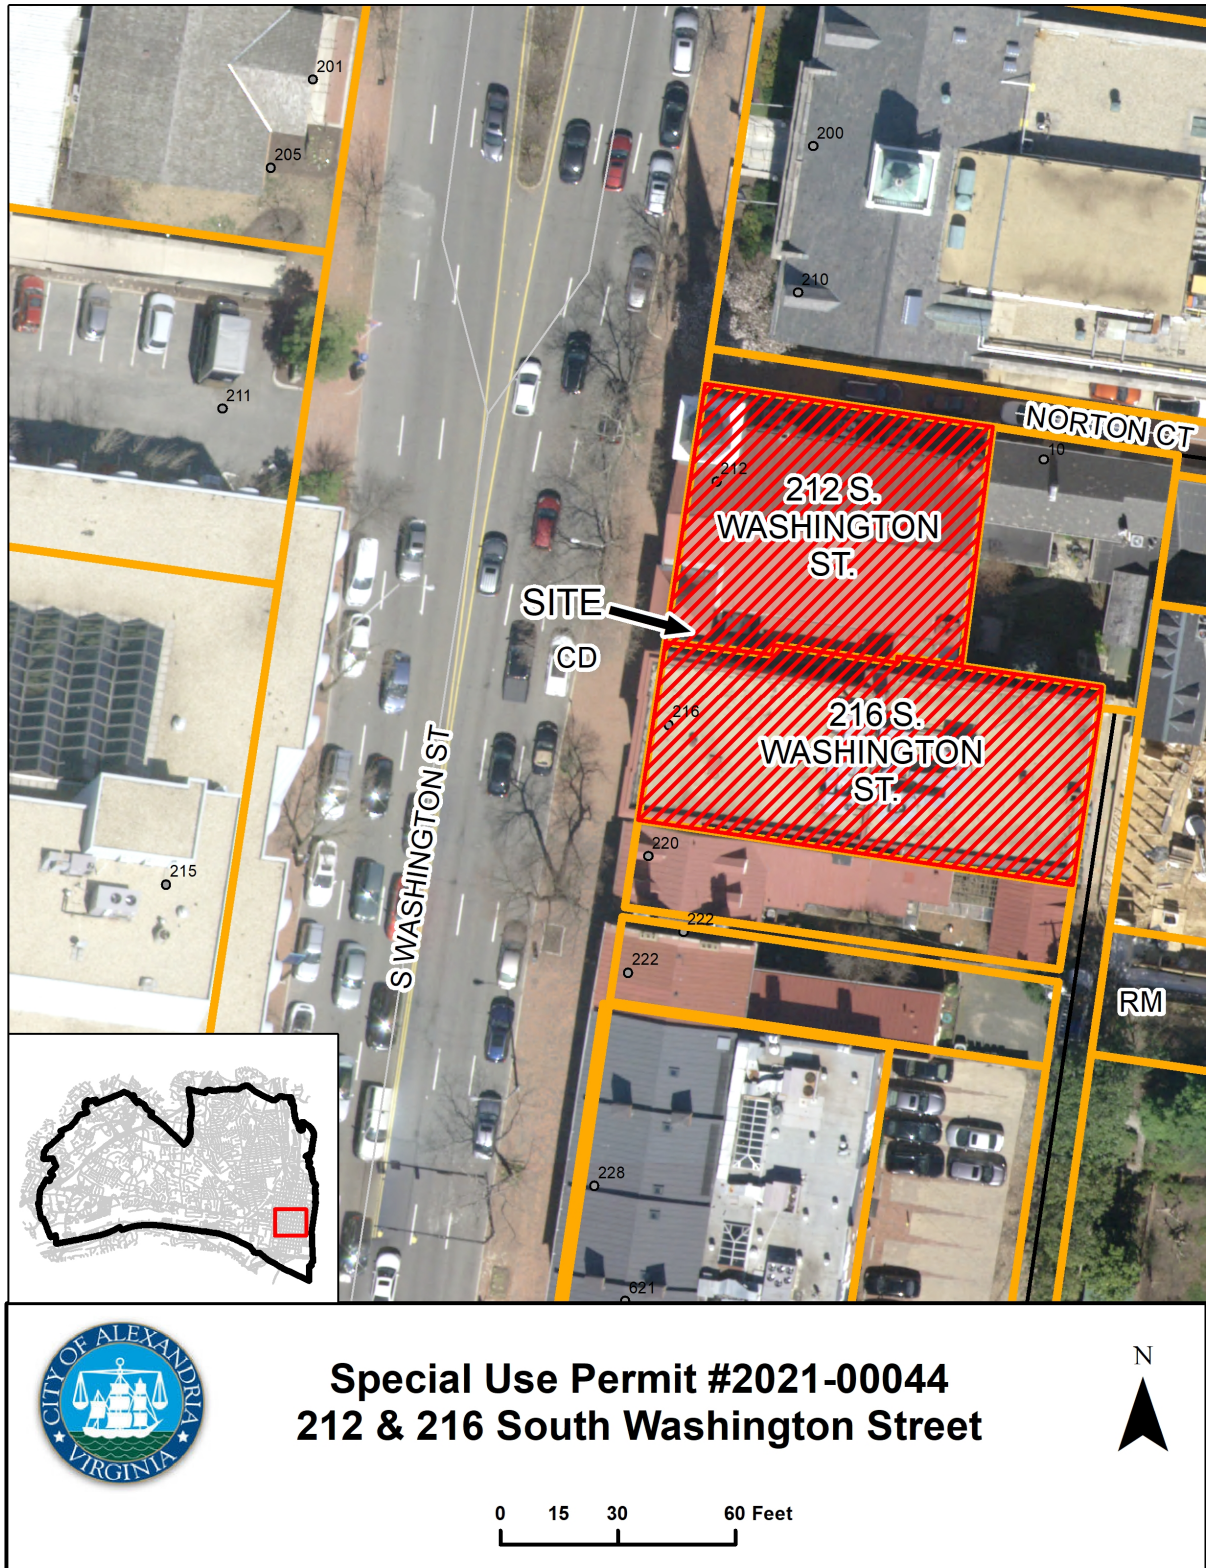 201
205
200
210
211
NORTON CT
10
212
212 S.
WASHINGTON
ST.
SITE
CD
216
216 S.
WASHINGTON
ST.
S WASHINGTON ST
220
215
222
222
RM
228
621
CITY OF ALEXANDRIA
VIRGINIA
Special Use Permit #2021-00044
212 & 216 South Washington Street
N
0 15 30 60 Feet